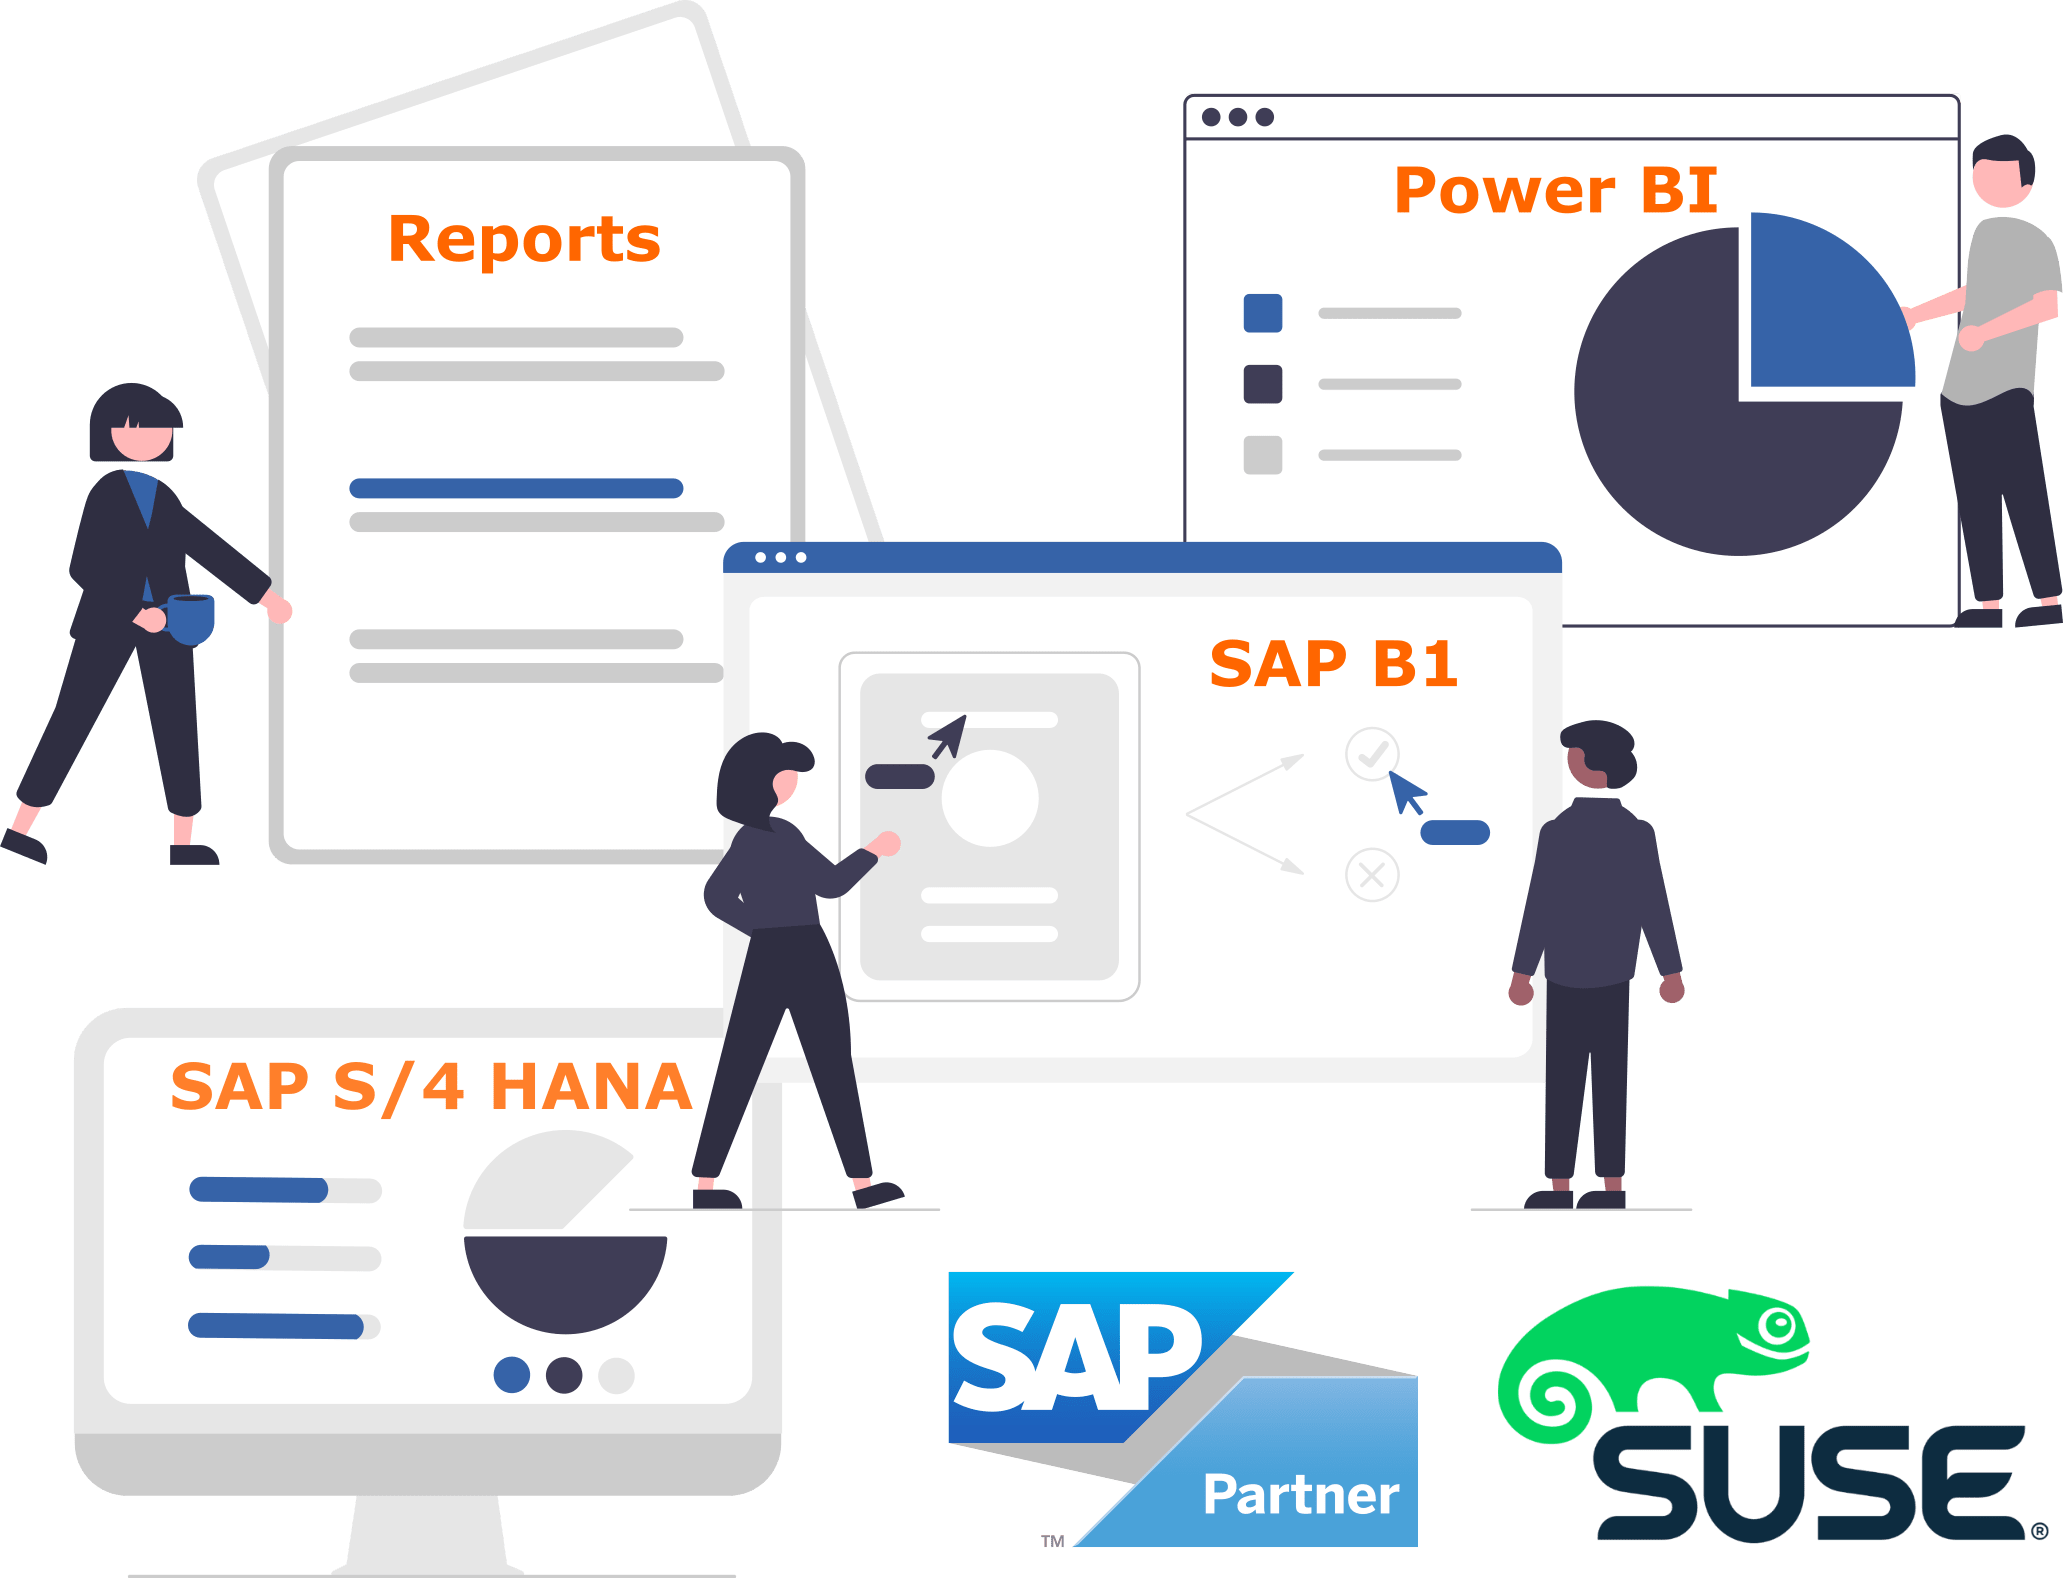 Reports
Power BI
SAP B1
SAP S/4 HANA
SAP
Partner
TM
SUSE®